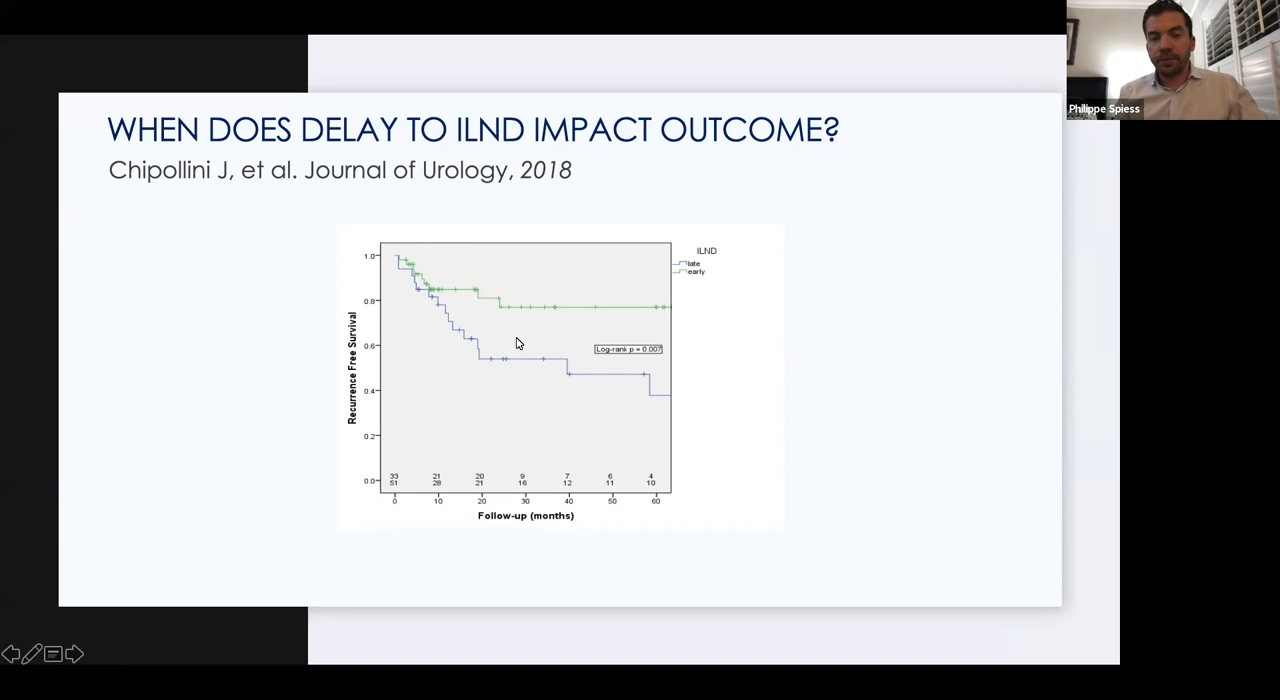 Philippe Spiess
WHEN DOES DELAY TO ILND IMPACT OUTCOME?
Chipollini J, et al. Journal of Urology, 2018
ILND
late
early
1.0
0.8
0.6
0.4
0.2
0.0
Recurrence Free Survival
Log-rank p = 0.007
33 21 20 9 7 6 4
51 28 21 16 12 11 10
0 10 20 30 40 50 60
Follow-up (months)